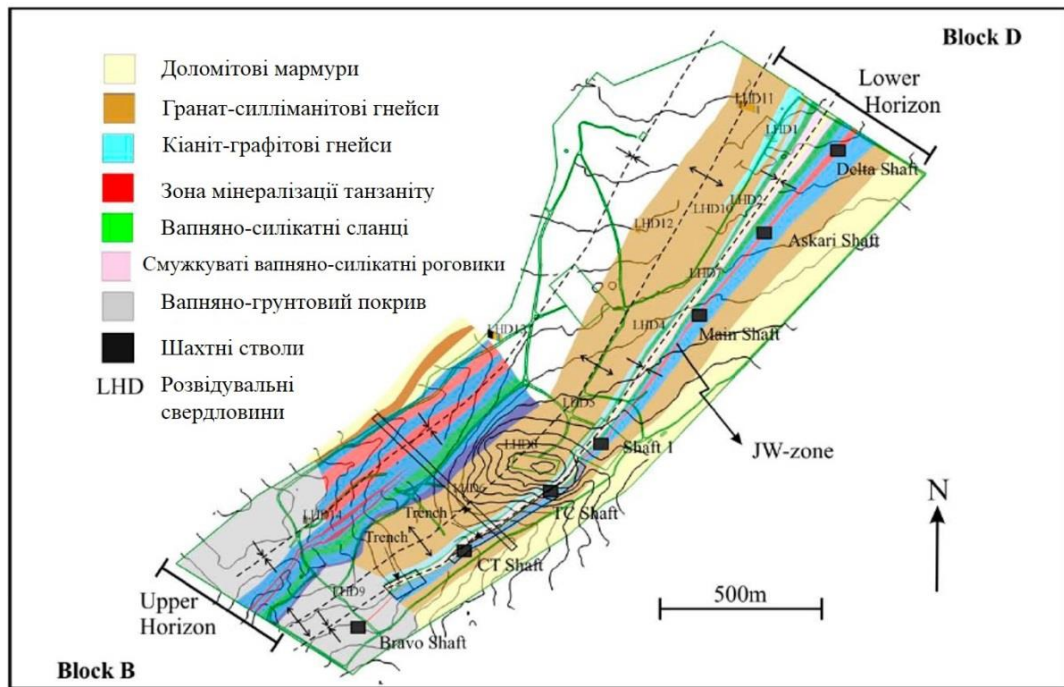 Block D
Lower
Horizon
Доломітові мармури
Гранат-силліманітові гнейси
Кіаніт-графітові гнейси
Зона мінералізації танзаніту
Вапняно-силікатні сланці
Смужкуваті вапняно-силікатні роговики
Вапняно-грунтовий покрив
Шахтні стволи
LHD Розвідувальні
свердловини
LHD11
LHD1
Delta Shaft
LHD2
LHD10
LHD12
Askari Shaft
LHD7
LHD4
Main Shaft
LHD13
LHD5
LHD8
Shaft 1
JW-zone
LHD6
Trench
TC Shaft
LHD14
Trench
CT Shaft
N
500m
LHD9
Upper
Horizon
Bravo Shaft
Block B